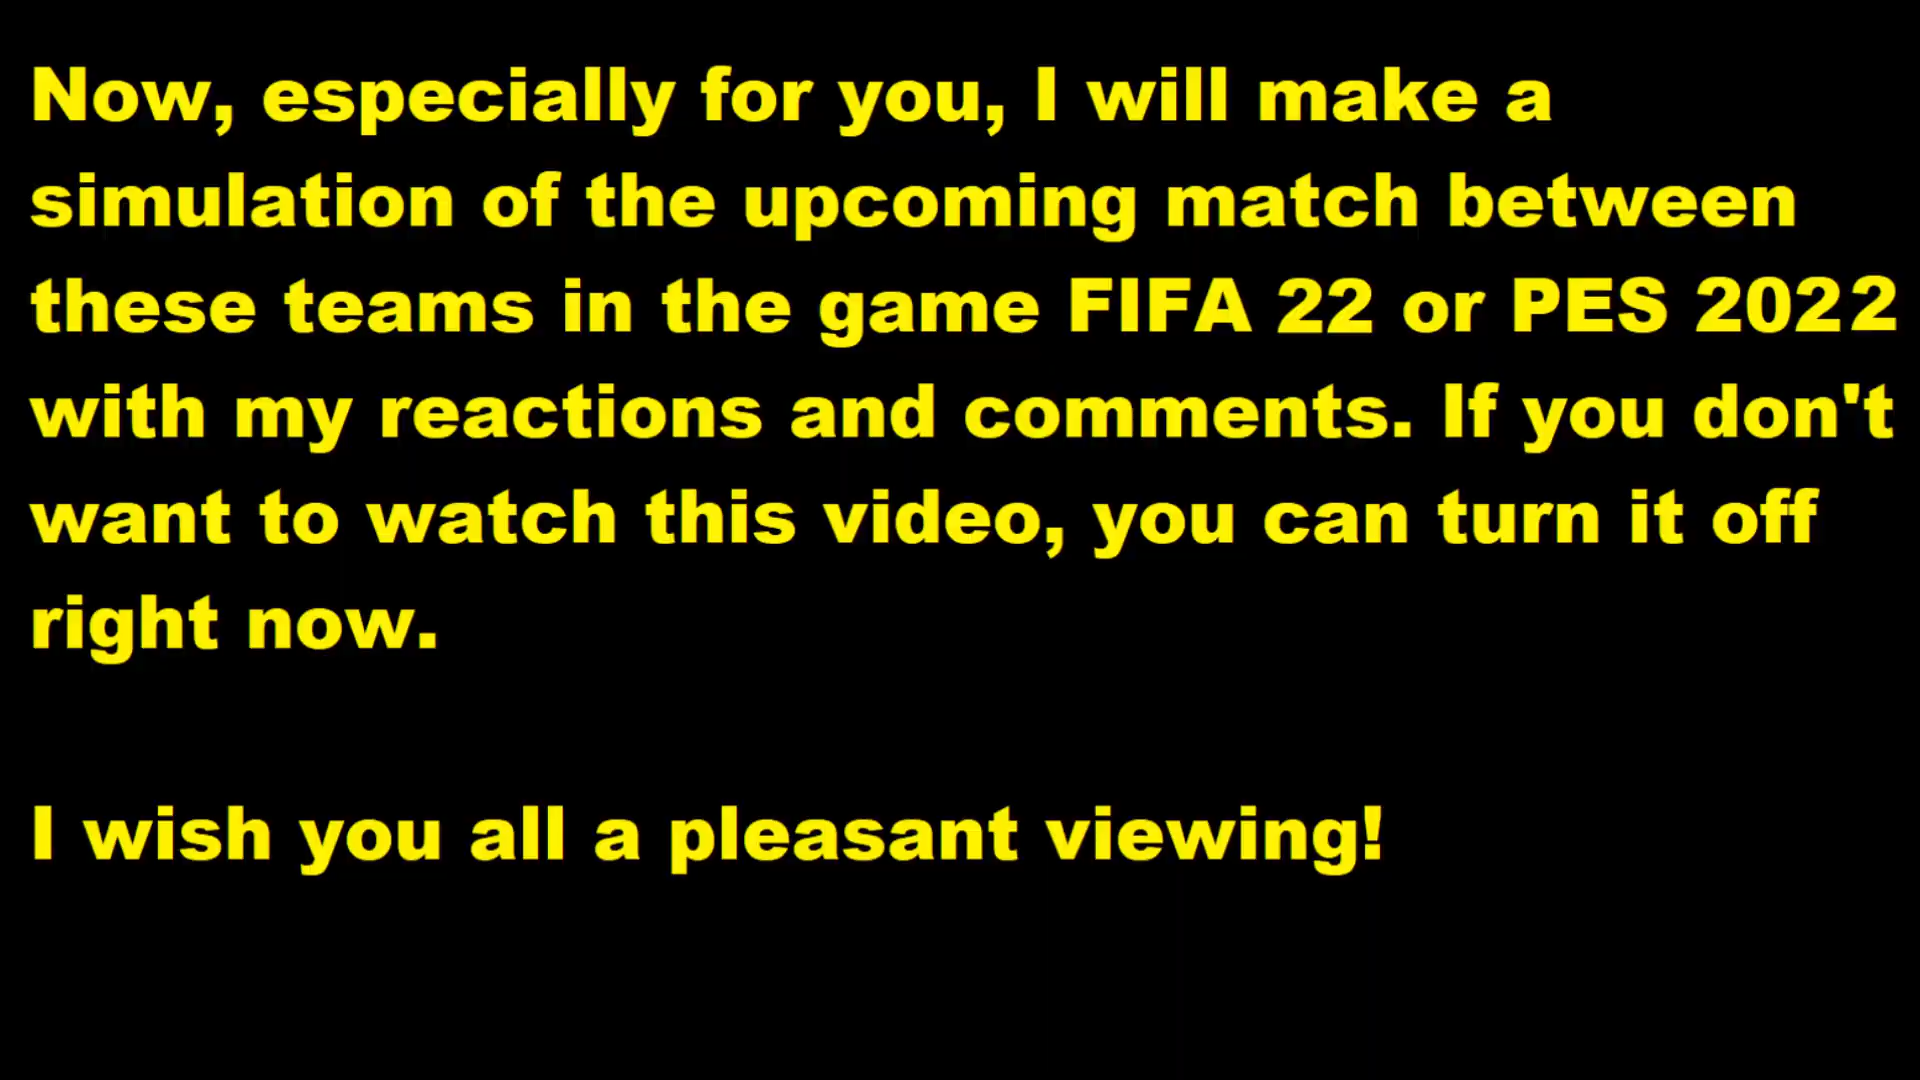 Now, especially for you, I will make a
simulation of the upcoming match between
these teams in the game FIFA 22 or PES 2022
with my reactions and comments. If you don't
want to watch this video, you can turn it off
right now.
I wish you all a pleasant viewing!